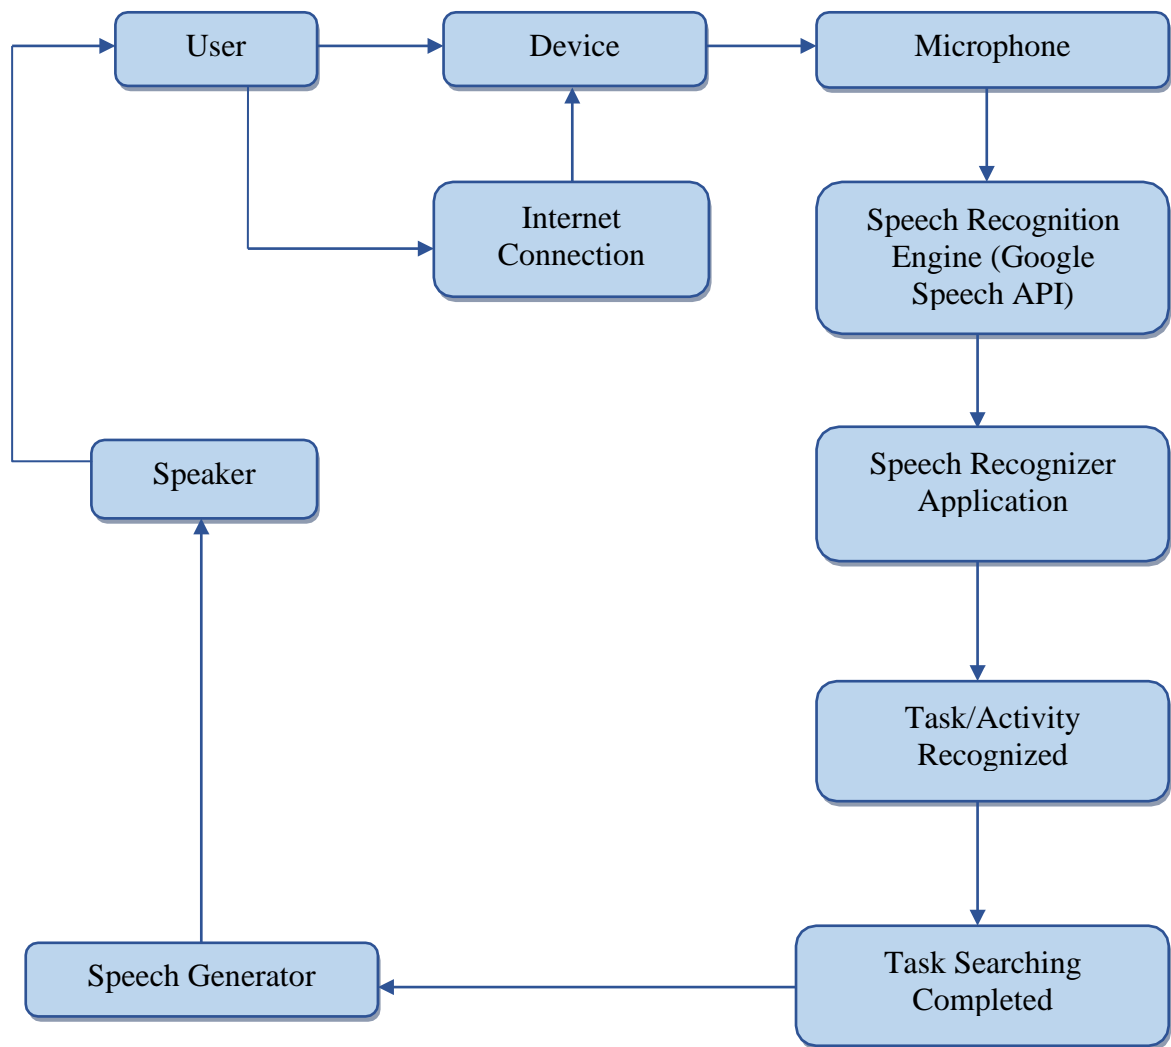 User
Device
Microphone
Internet
Connection
Speech Recognition
Engine (Google
Speech API)
Speaker
Speech Recognizer
Application
Task/Activity
Recognized
Speech Generator
Task Searching
Completed